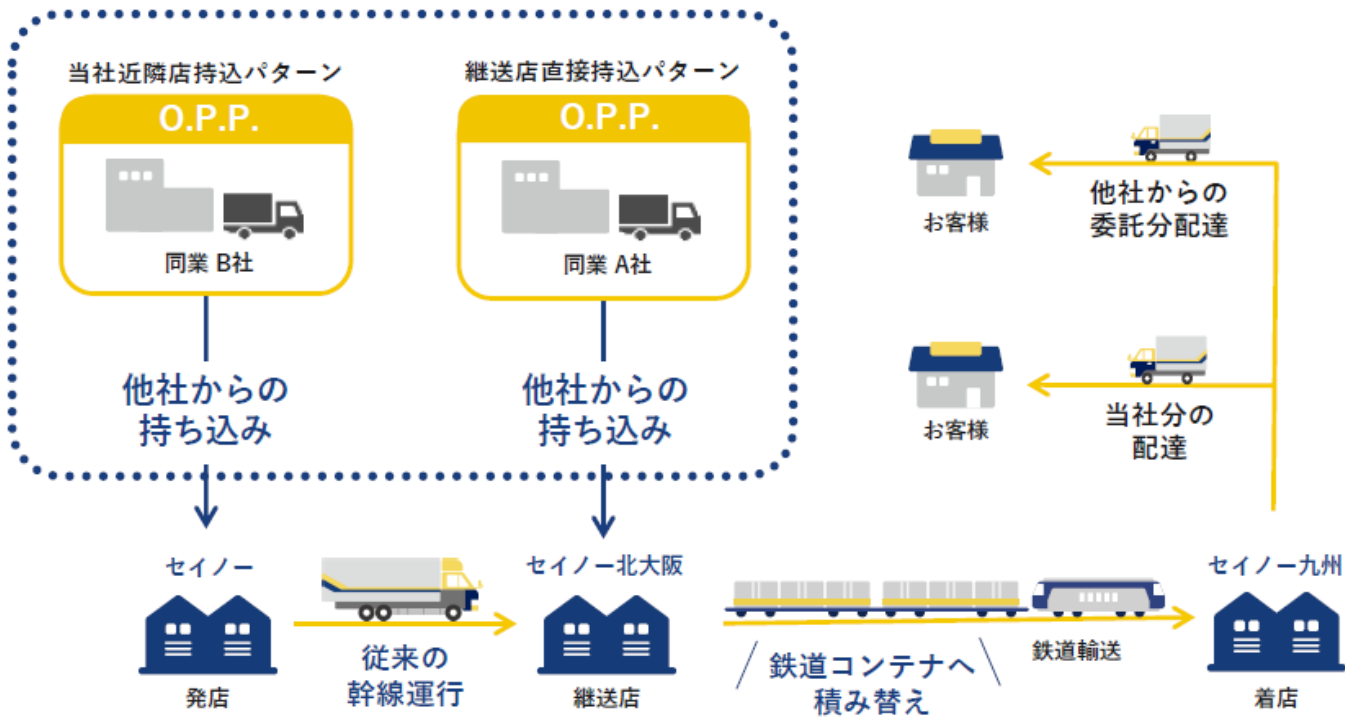 当社近隣店持込パターン
O.P.P.
同業 B社
他社からの
持ち込み
継送店直接持込パターン
O.P.P.
同業 A社
他社からの
持ち込み
お客様
他社からの
委託分配達
お客様
当社分の
配達
セイノー
発店
従来の
幹線運行
セイノー北大阪
継送店
鉄道コンテナへ
積み替え
鉄道輸送
セイノー九州
着店